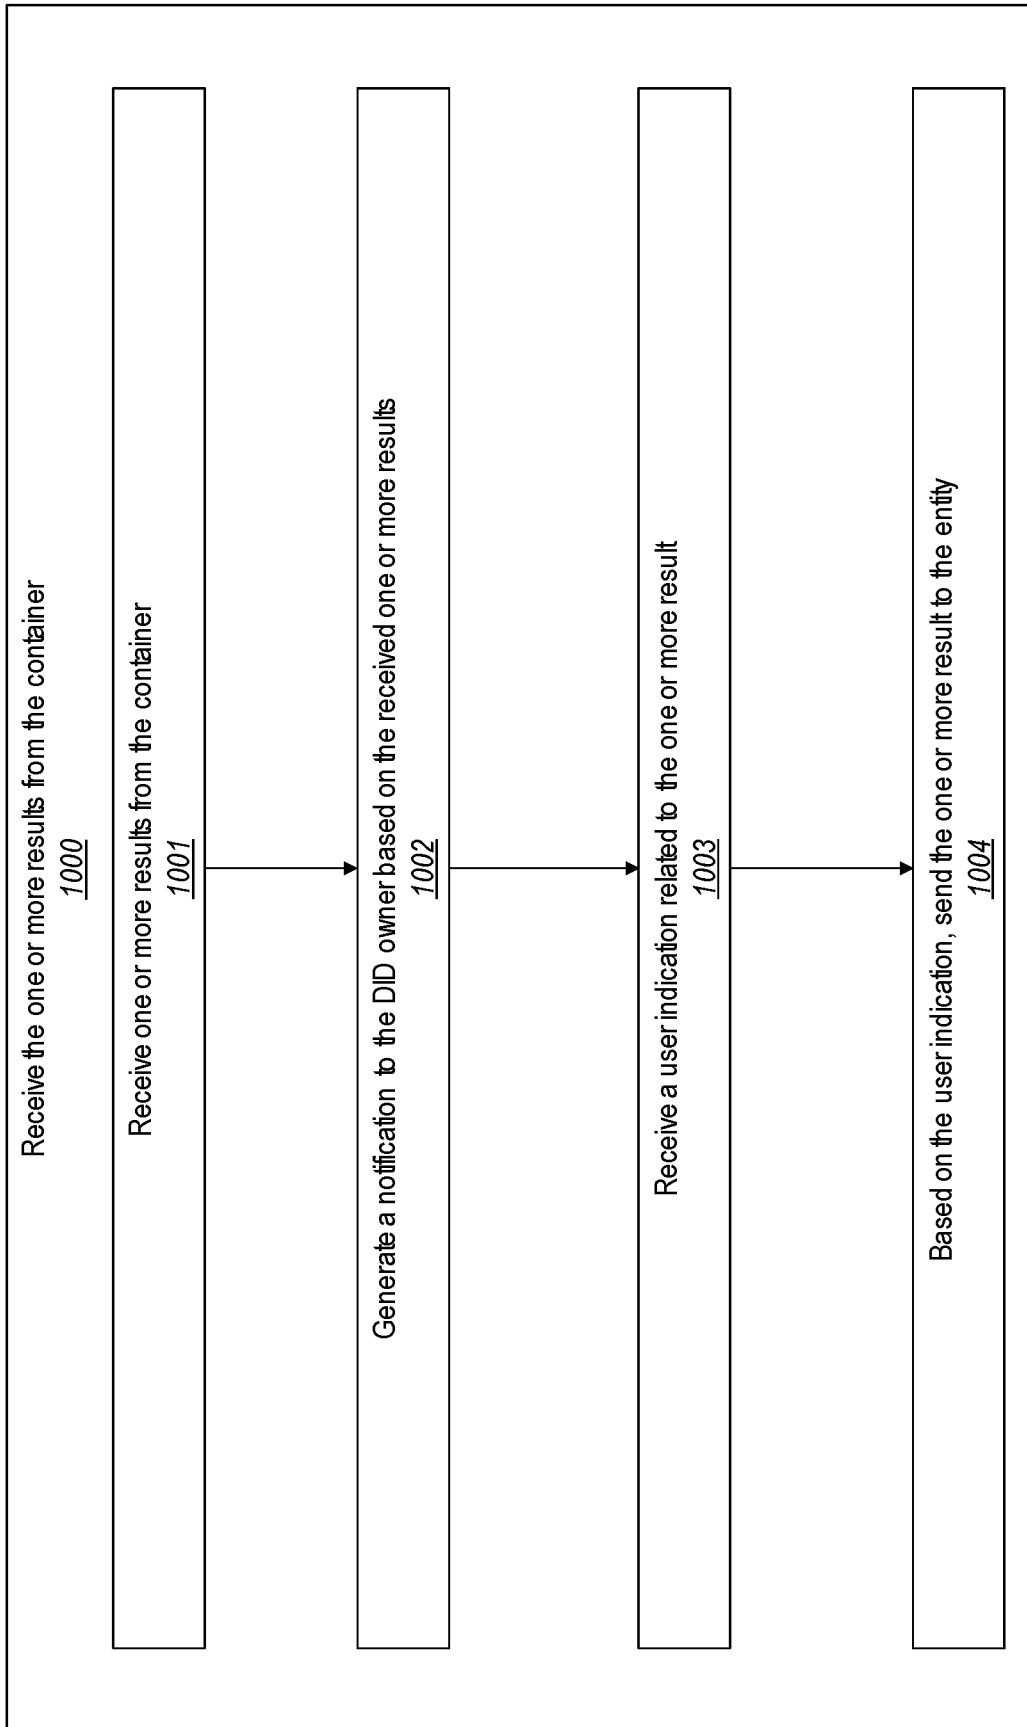 Receive the one or more results from the container
1000
Receive one or more results from the container
1001
Generate a notification to the DID owner based on the received one or more results
1002
Receive a user indication related to the one or more result
1003
Based on the user indication, send the one or more result to the entity
1004